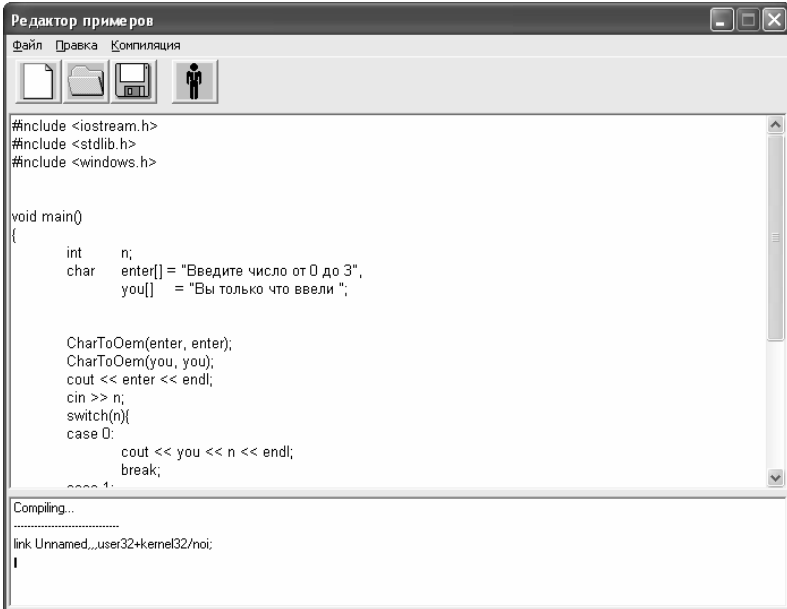 Редактор примеров
Файл Правка Компиляция
#include <iostream.h>
#include <stdlib.h>
#include <windows.h>
void main()
{
int n;
char enter[] = "Введите число от 0 до 3",
you[] = "Вы только что ввели ";
CharToOem(enter, enter);
CharToOem(you, you);
cout << enter << endl;
cin >> n;
switch(n){
case 0:
cout << you << n << endl;
break;
case 1:
Compiling...
-------------------------------
link Unnamed,,,user32+kernel32/noi;